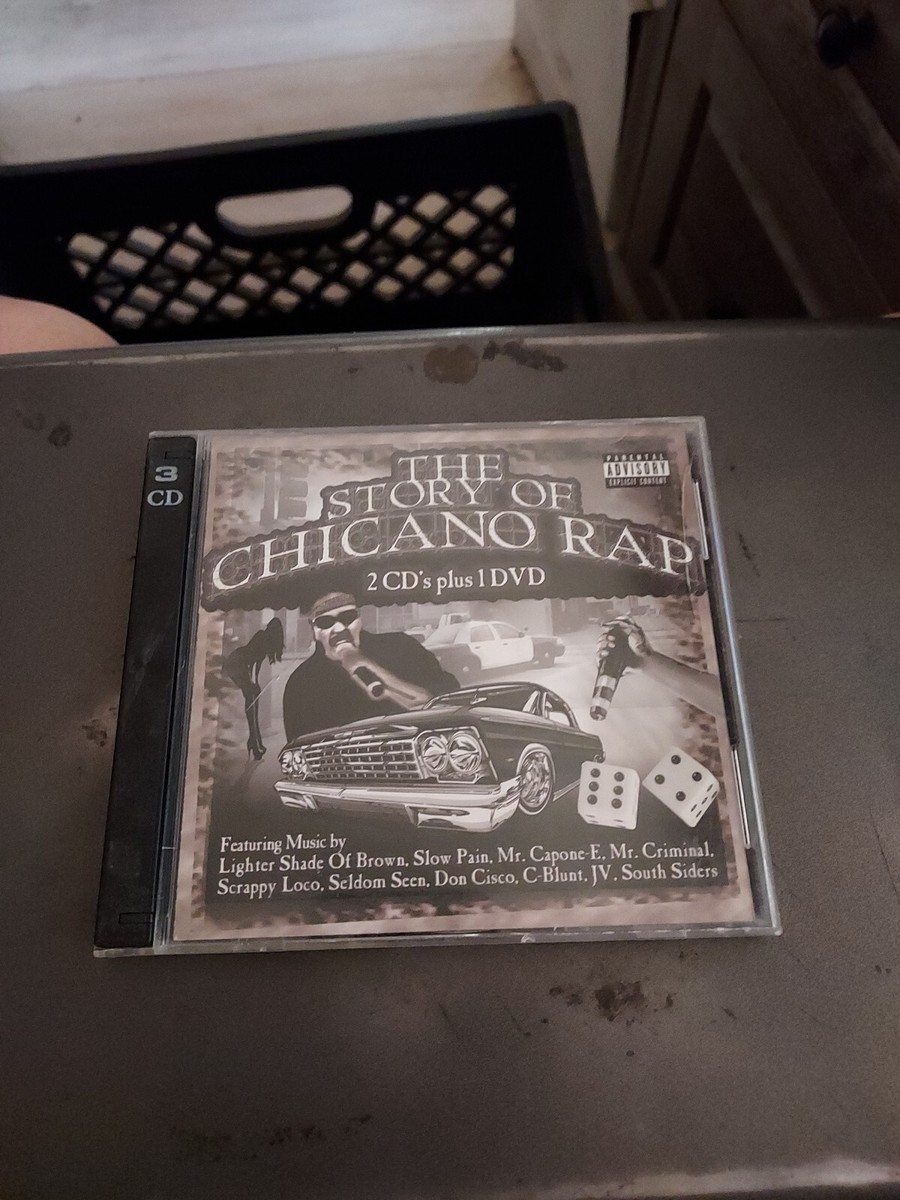 3
CD
THE
STORY OF
CHICANO RAP
2 CD's plus 1 DVD
PARENTAL
ADVISORY
EXPLICIT CONTENT
Featuring Music by
Lighter Shade Of Brown, Slow Pain, Mr. Capone-E, Mr. Criminal,
Scrappy Loco, Seldom Seen, Don Cisco, C-Blunt, JV, South Siders